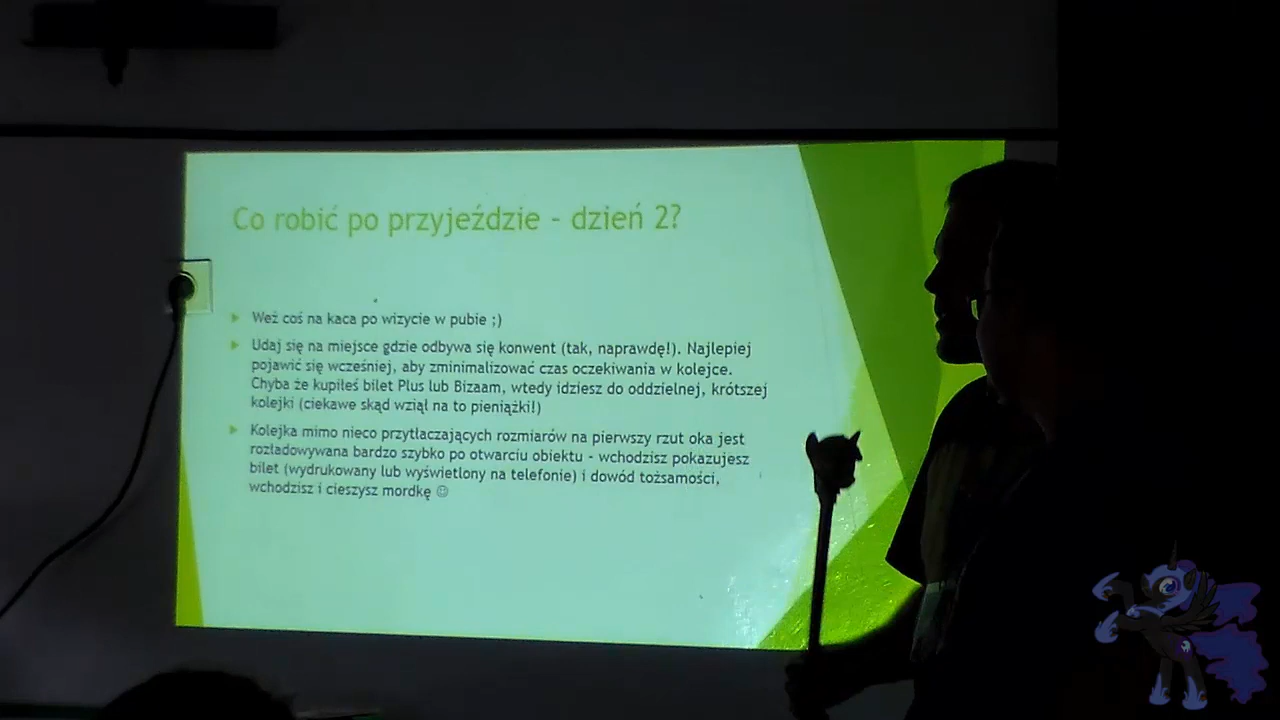 Co robić po przyjeździe - dzień 2?
Weź coś na kaca po wizycie w pubie ;)
Udaj się na miejsce gdzie odbywa się konwent (tak, naprawdę!). Najlepiej
pojawić się wcześniej, aby zminimalizować czas oczekiwania w kolejce.
Chyba że kupiłeś bilet Plus lub Bizaam, wtedy idziesz do oddzielnej, krótszej
kolejki (ciekawe skąd wziął na to pieniążki!)
Kolejka mimo nieco przytłaczających rozmiarów na pierwszy rzut oka jest
rozładowywana bardzo szybko po otwarciu obiektu - wchodzisz pokazujesz
bilet (wydrukowany lub wyświetlony na telefonie) i dowód tożsamości,
wchodzisz i cieszysz mordkę ☺